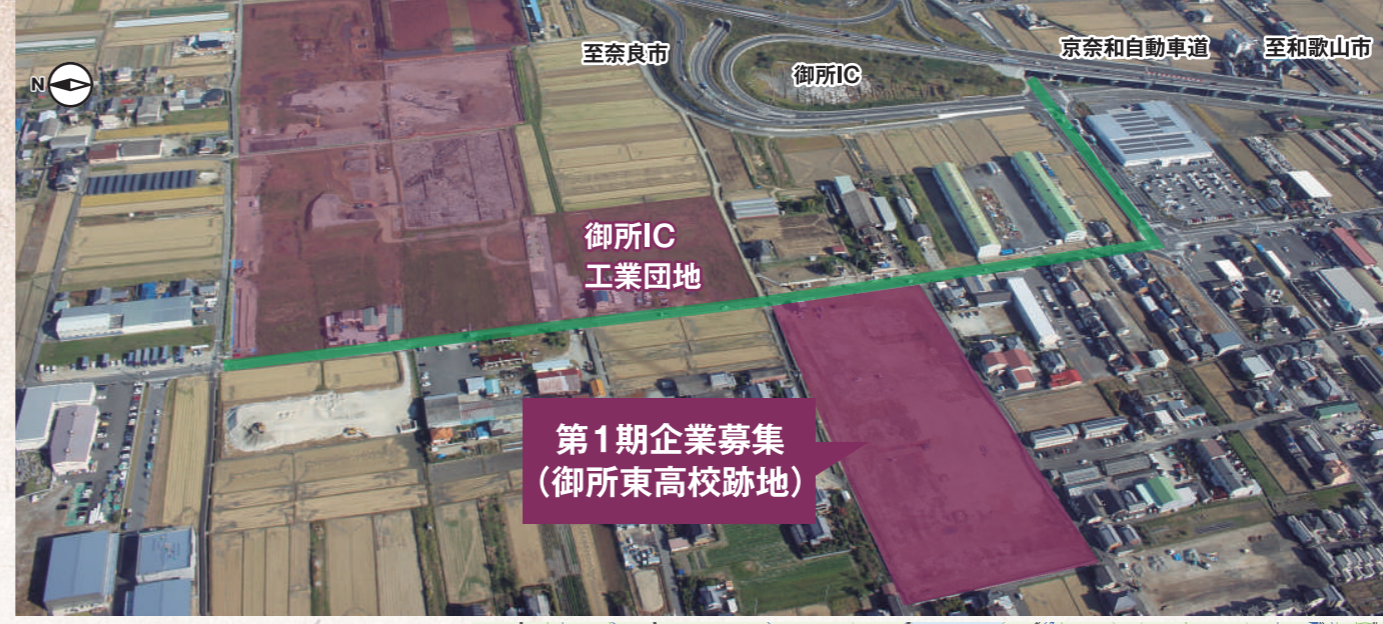 至奈良市
京奈和自動車道
至和歌山市
御所IC
N
御所IC
工業団地
第1期企業募集
（御所東高校跡地）